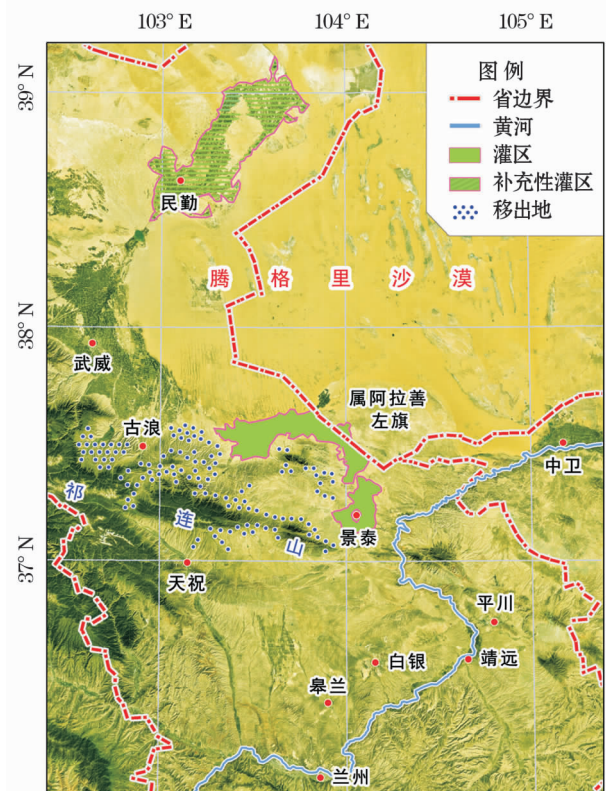 103° E 104° E 105° E
39° N
38° N
37° N
图例
省边界
黄河
灌区
补充性灌区
移出地
民勤
腾格里沙漠
武威
属阿拉善
左旗
古浪
中卫
祁连山
景泰
天祝
平川
白银
靖远
皋兰
兰州